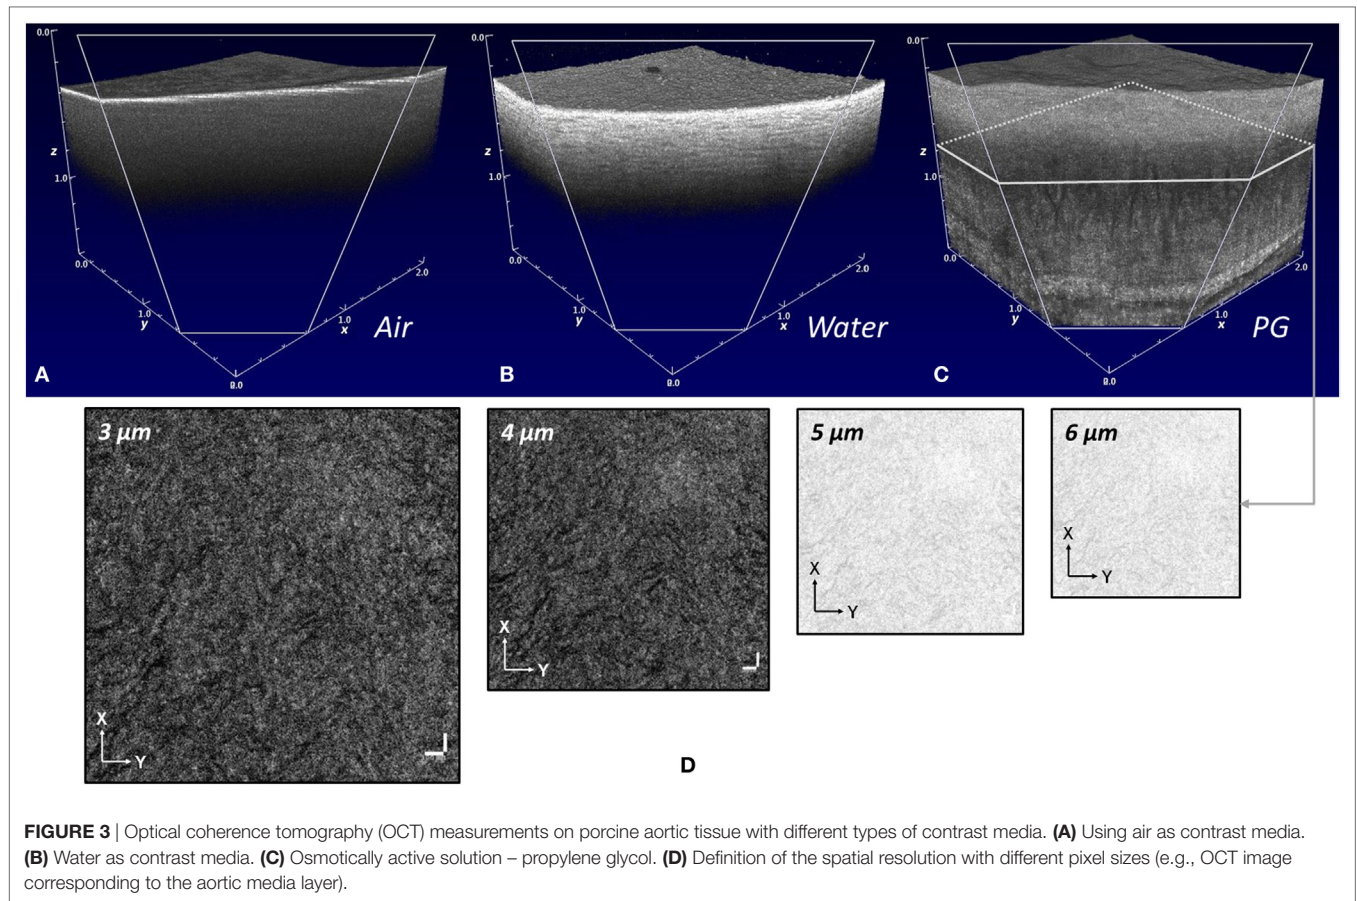 0.0
z
1.0
0.0
1.0
y
0.0
1.0
x
2.0
Air
A
0.0
z
1.0
0.0
1.0
y
0.0
1.0
x
2.0
Water
B
0.0
z
1.0
0.0
1.0
y
0.0
1.0
x
2.0
PG
C
3 µm
X
Y
4 µm
X
Y
5 µm
X
Y
6 µm
X
Y
D
FIGURE 3 | Optical coherence tomography (OCT) measurements on porcine aortic tissue with different types of contrast media. (A) Using air as contrast media.
(B) Water as contrast media. (C) Osmotically active solution – propylene glycol. (D) Definition of the spatial resolution with different pixel sizes (e.g., OCT image
corresponding to the aortic media layer).